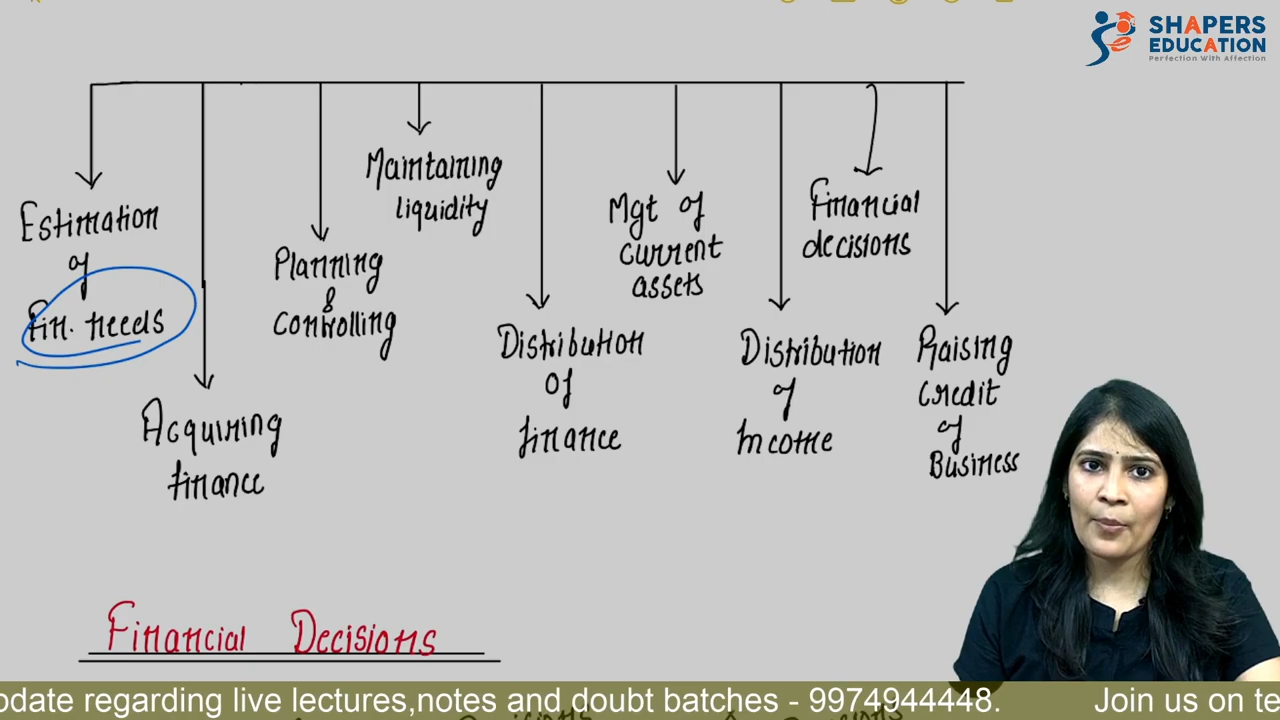 SHAPERS
EDUCATION
Perfection With Affection
Estimation
of
Fin. needs
Acquiring
finance
Planning
&
controlling
Maintaining
liquidity
Distribution
Of
finance
Mgt of
current
assets
Distribution
of
Income
Financial
decisions
Raising
Credit
of
Business
Financial Decisions
pdate regarding live lectures,notes and doubt batches - 9974944448. Join us on te